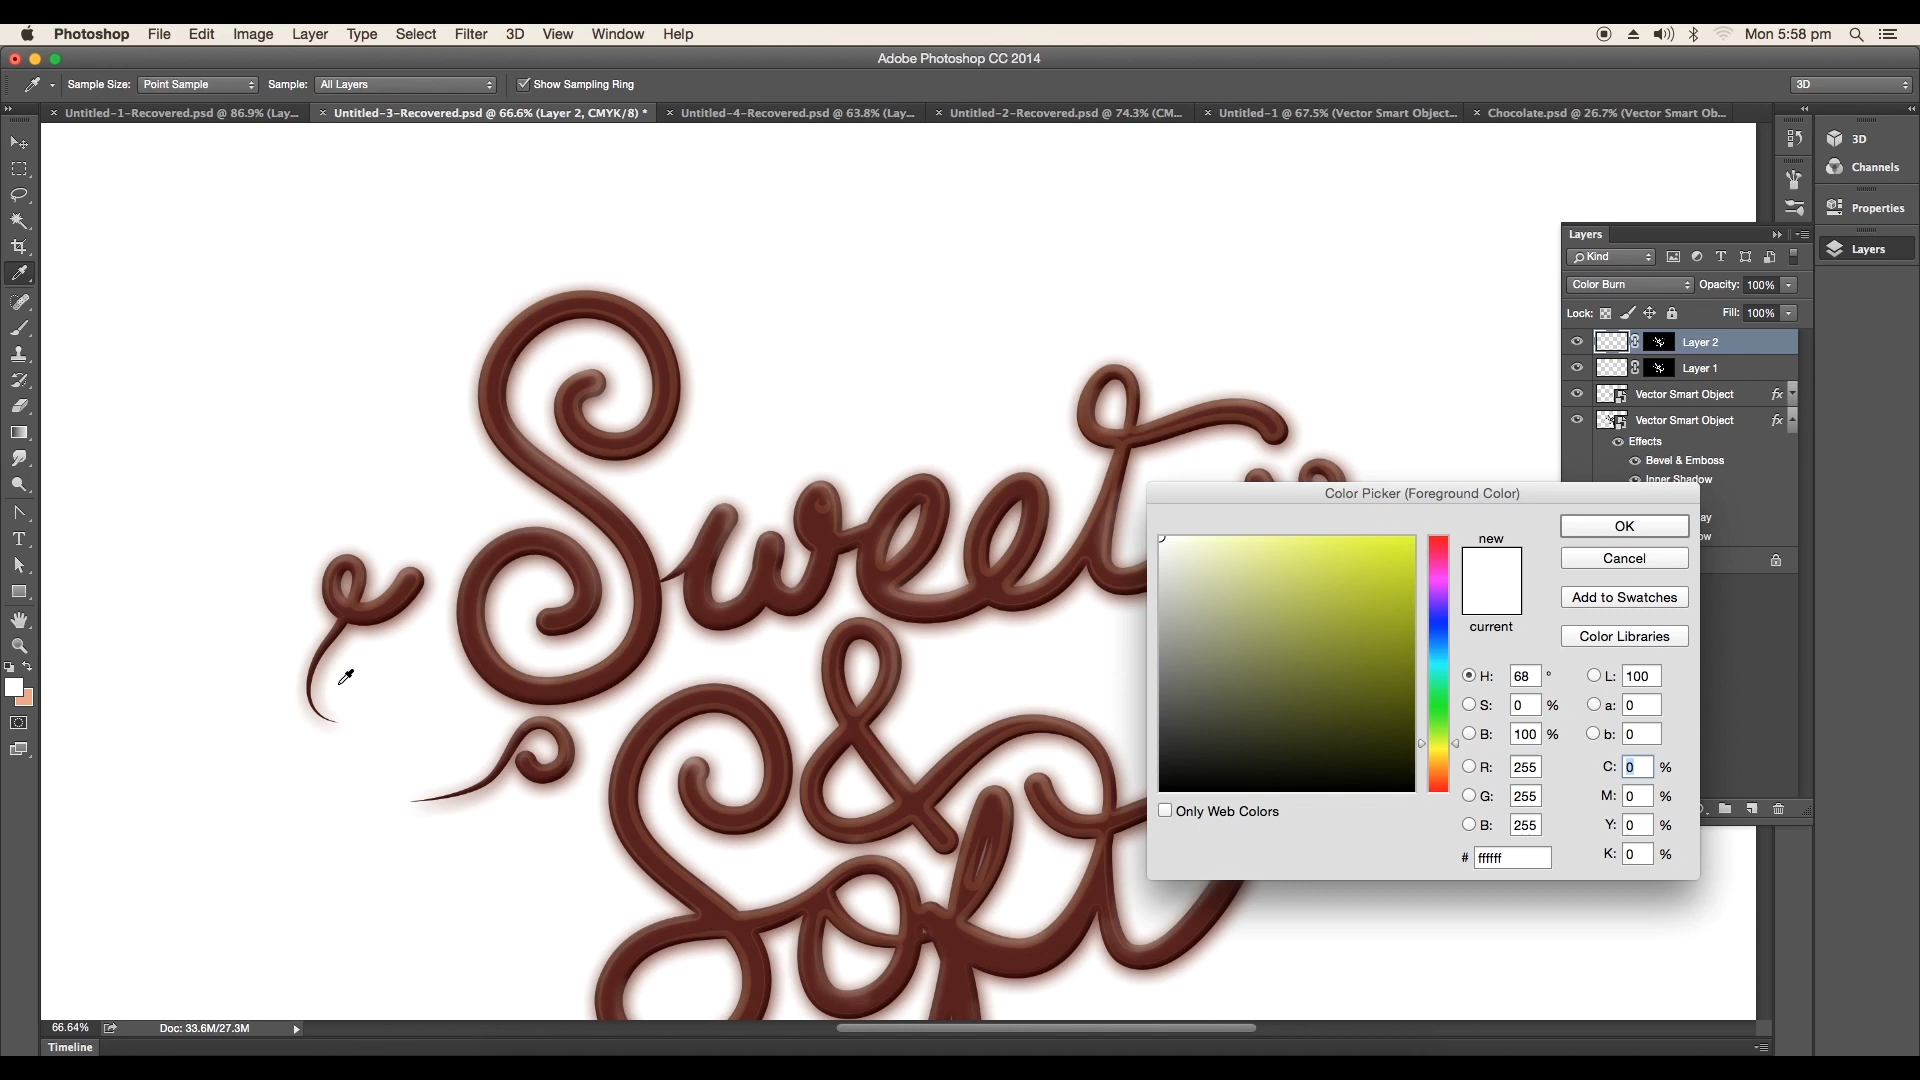 Photoshop File Edit Image Layer Type Select Filter 3D View Window Help Mon 5:58 pm
Adobe Photoshop CC 2014
Sample Size: Point Sample Sample: All Layers Show Sampling Ring 3D
Untitled-1-Recovered.psd @ 86.9% (Lay... Untitled-3-Recovered.psd @ 66.6% (Layer 2, CMYK/8) * Untitled-4-Recovered.psd @ 63.8% (Lay... Untitled-2-Recovered.psd @ 74.3% (CM... Untitled-1 @ 67.5% (Vector Smart Object... Chocolate.psd @ 26.7% (Vector Smart Ob...
3D
Channels
Properties
Layers
Layers
Kind
Color Burn Opacity: 100%
Lock: Fill: 100%
Layer 2
Layer 1
Vector Smart Object fx
Vector Smart Object fx
Effects
Bevel & Emboss
Inner Shadow
ay
ow
Sweet
&
Soft
Color Picker (Foreground Color)
new
current
OK
Cancel
Add to Swatches
Color Libraries
H: 68 ° L: 100
S: 0 % a: 0
B: 100 % b: 0
R: 255 C: 0 %
G: 255 M: 0 %
B: 255 Y: 0 %
# ffffff K: 0 %
Only Web Colors
66.64% Doc: 33.6M/27.3M
Timeline